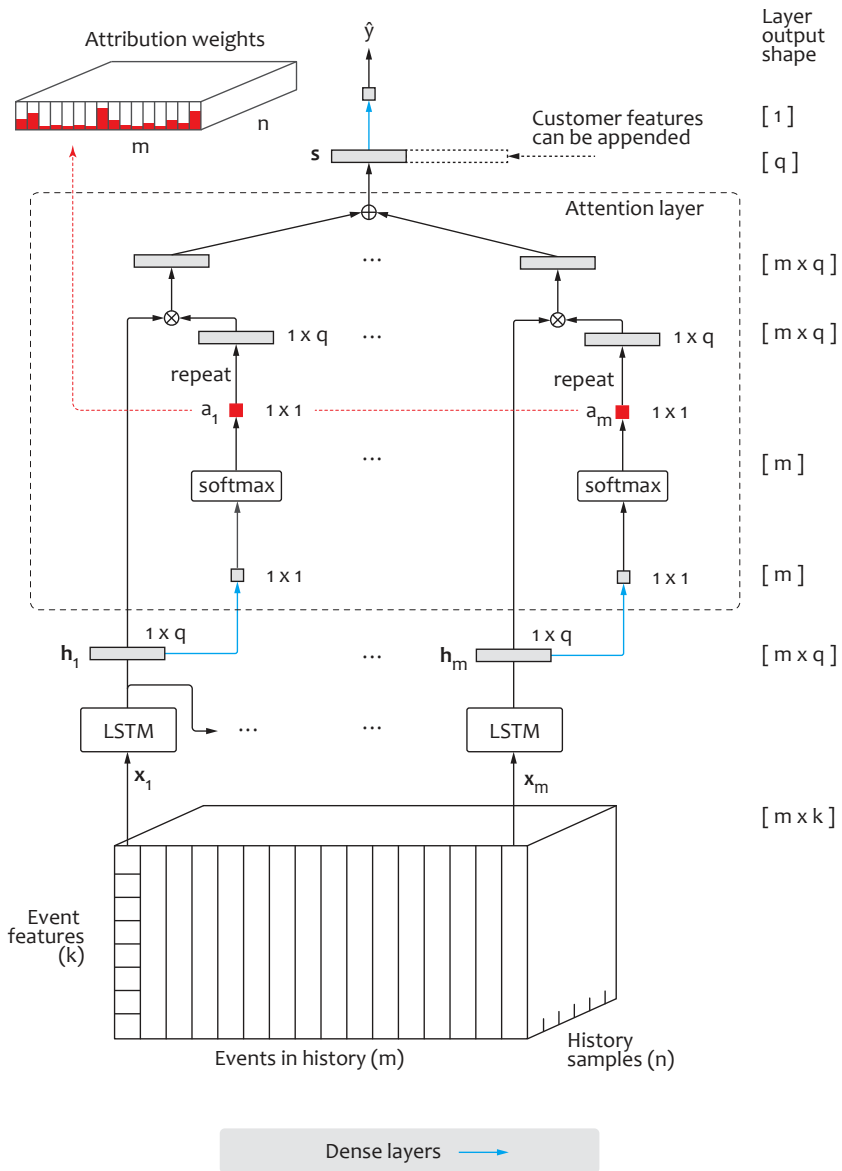 Layer
output
shape
Attribution weights
ŷ
n
m
[ 1 ]
Customer features
can be appended
s
[ q ]
Attention layer
...
[ m x q ]
1 x q
...
1 x q
[ m x q ]
repeat
repeat
a1
1 x 1
am
1 x 1
...
[ m ]
softmax
softmax
1 x 1
1 x 1
[ m ]
1 x q
1 x q
h1
...
hm
[ m x q ]
LSTM
...
...
LSTM
x1
xm
[ m x k ]
Event
features
(k)
Events in history (m)
History
samples (n)
Dense layers